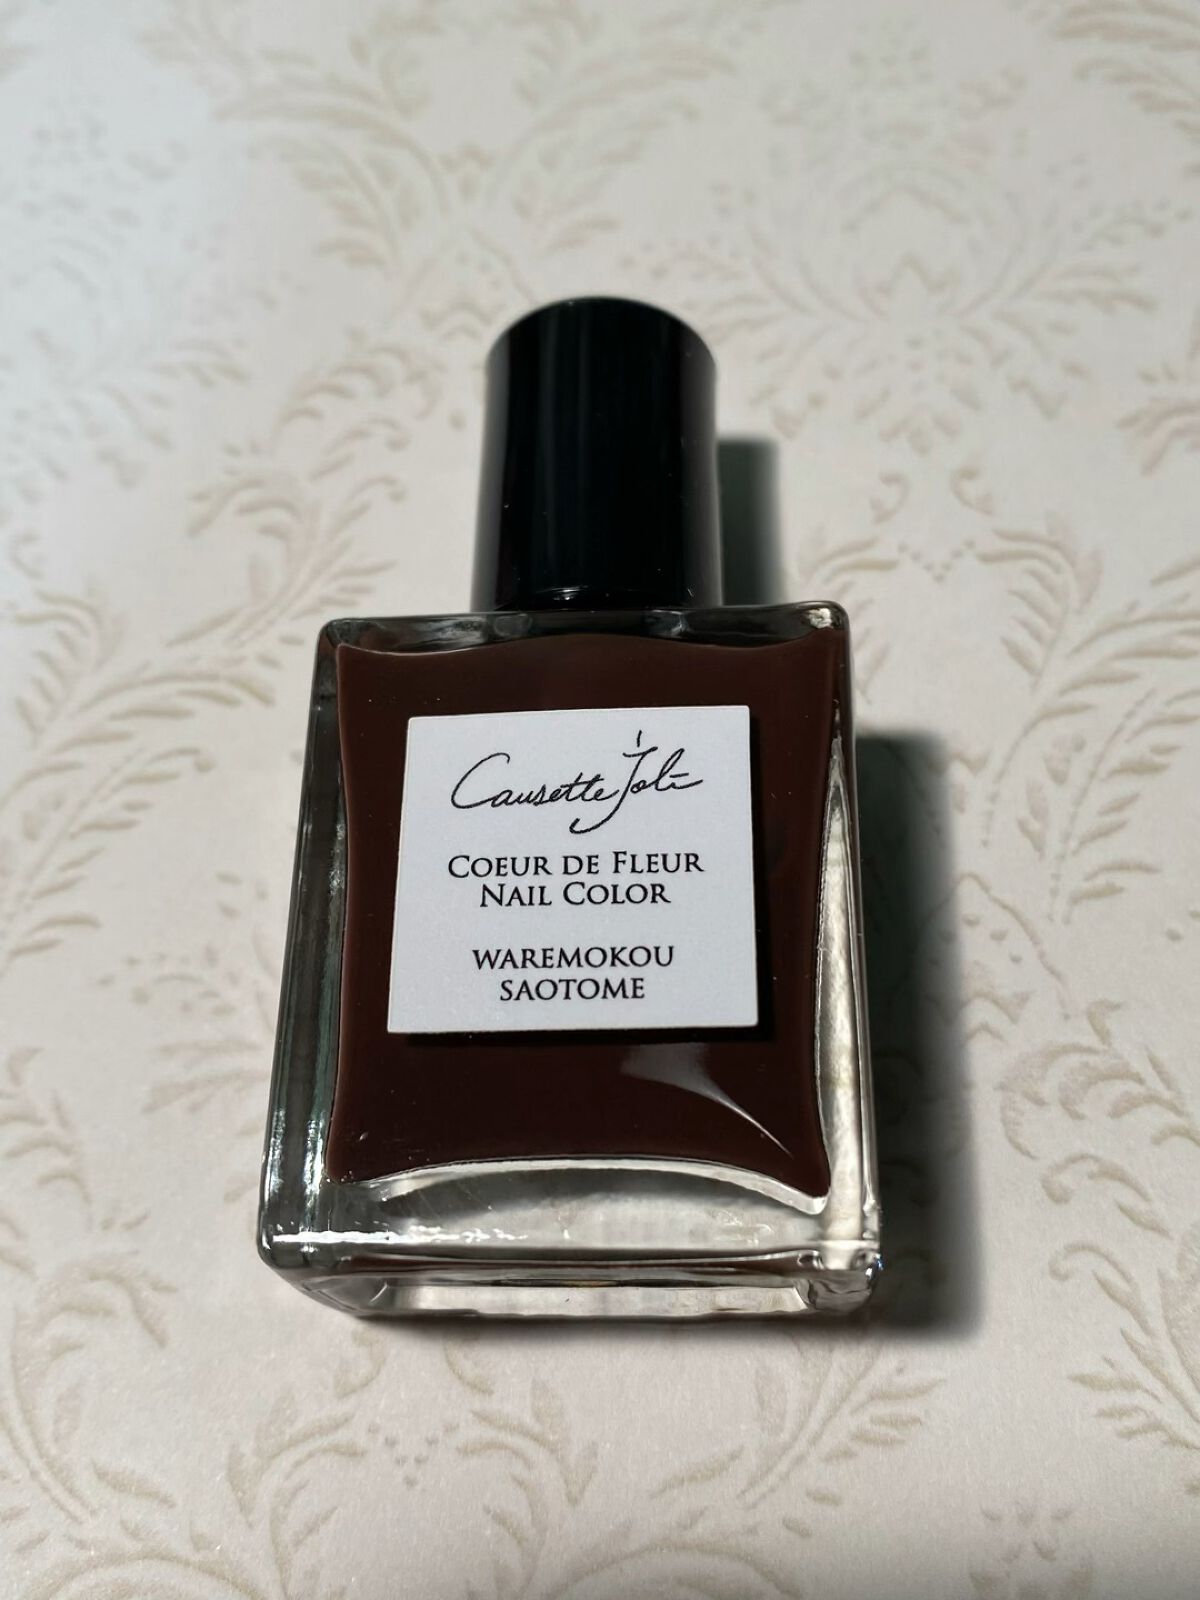 Causette Joli
COEUR DE FLEUR
NAIL COLOR
WAREMOKOU
SAOTOME